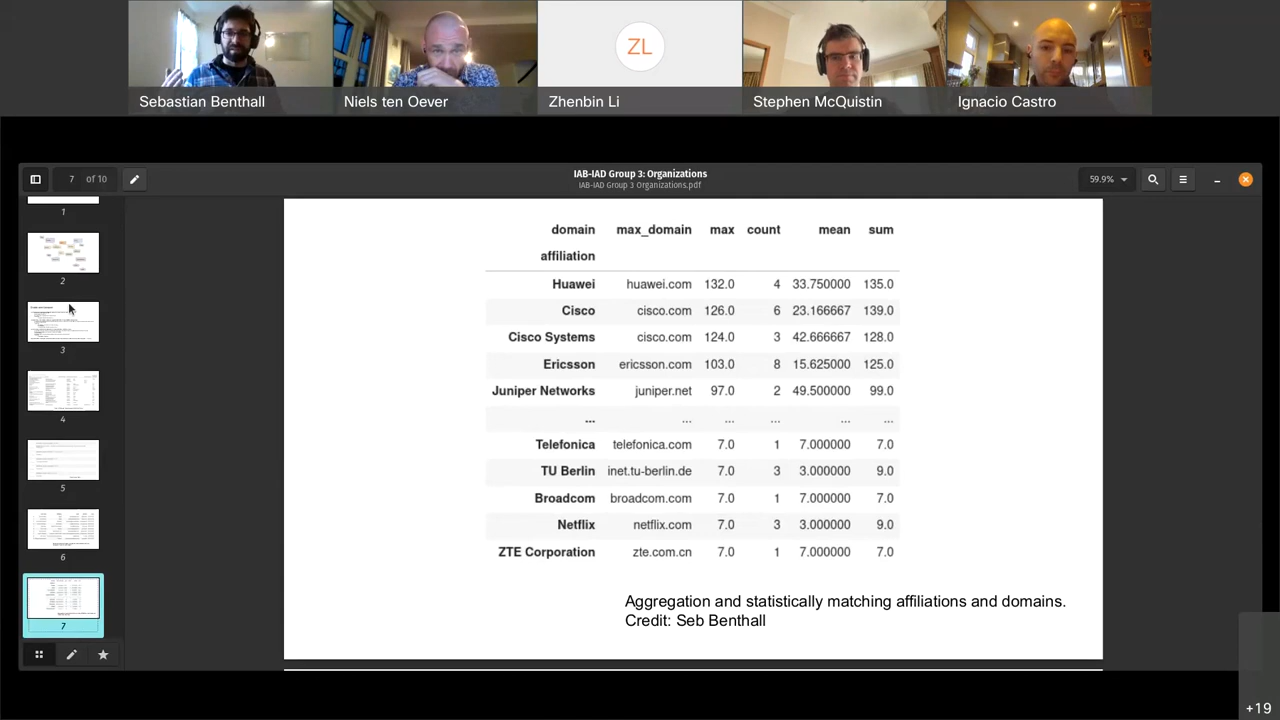 ZL
Sebastian Benthall
Niels ten Oever
Zhenbin Li
Stephen McQuistin
Ignacio Castro
7 of 10
IAB-IAD Group 3: Organizations
IAB-IAD Group 3 Organizations.pdf
59.9%
1
2
3
4
5
6
7
domain max_domain max count mean sum
affiliation
Huawei huawei.com 132.0 4 33.750000 135.0
Cisco cisco.com 126.0 6 23.166667 139.0
Cisco Systems cisco.com 124.0 3 42.666667 128.0
Ericsson ericsson.com 103.0 8 15.625000 125.0
Juniper Networks juniper.net 97.0 2 49.500000 99.0
... ... ... ... ... ...
Telefonica telefonica.com 7.0 1 7.000000 7.0
TU Berlin inet.tu-berlin.de 7.0 3 3.000000 9.0
Broadcom broadcom.com 7.0 1 7.000000 7.0
Netflix netflix.com 7.0 3 3.000000 9.0
ZTE Corporation zte.com.cn 7.0 1 7.000000 7.0
Aggregation and statistically matching affiliations and domains.
Credit: Seb Benthall
+19